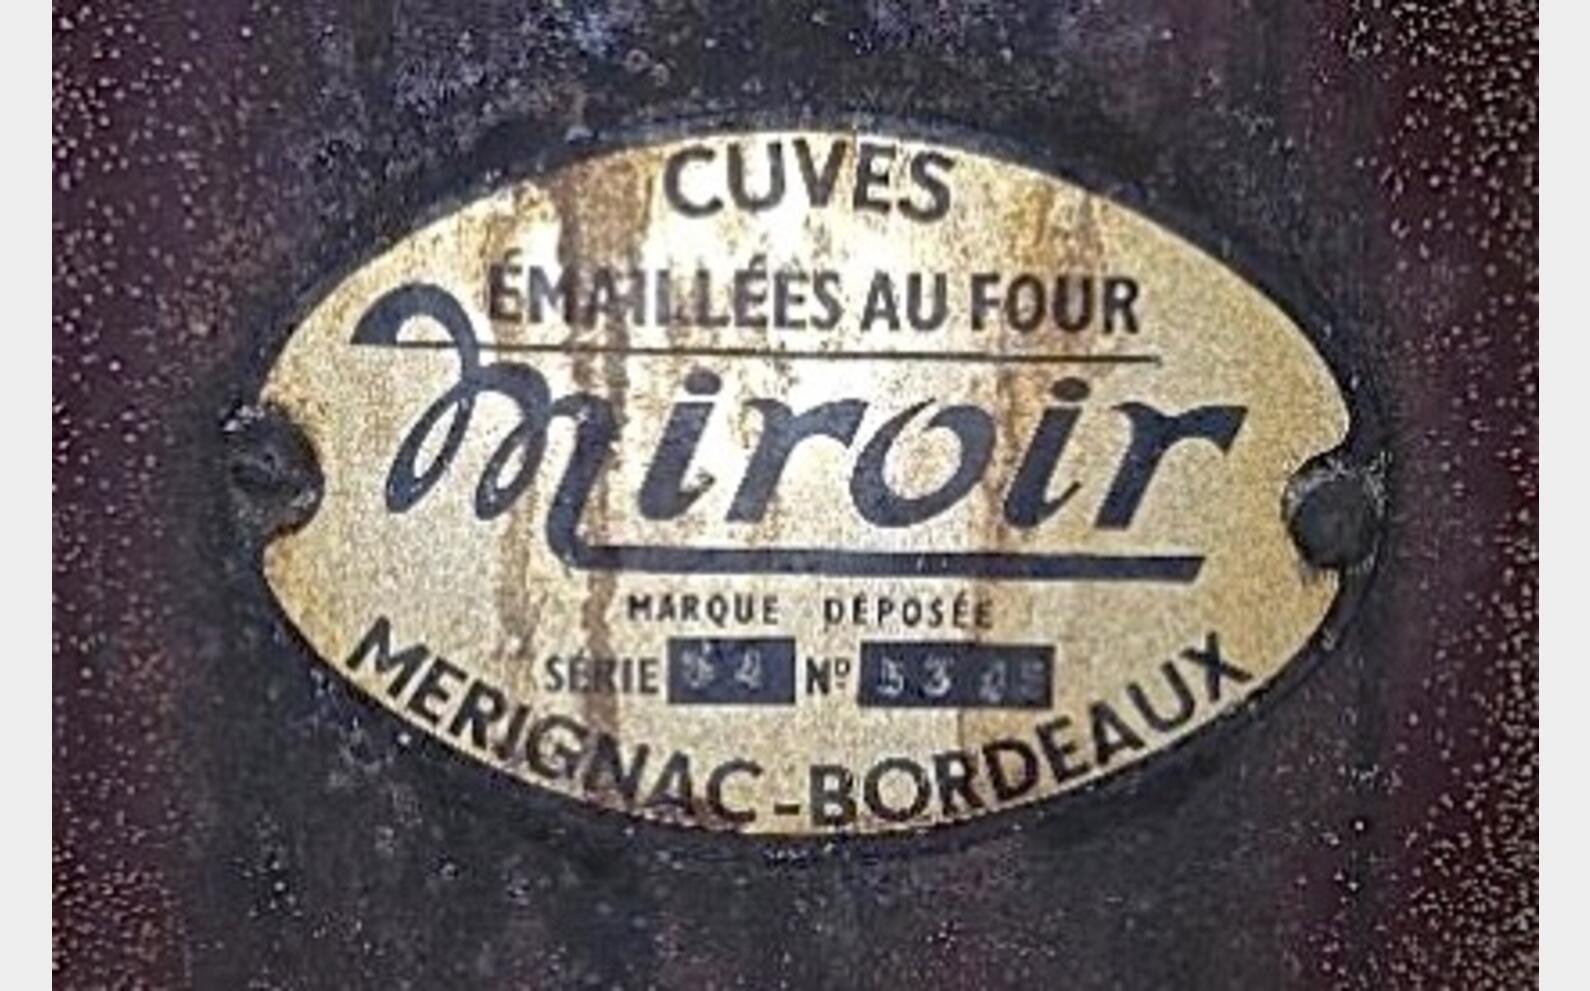 CUVES
ÉMAILLÉES AU FOUR
miroir
MARQUE DÉPOSÉE
SÉRIE Nº
MERIGNAC-BORDEAUX